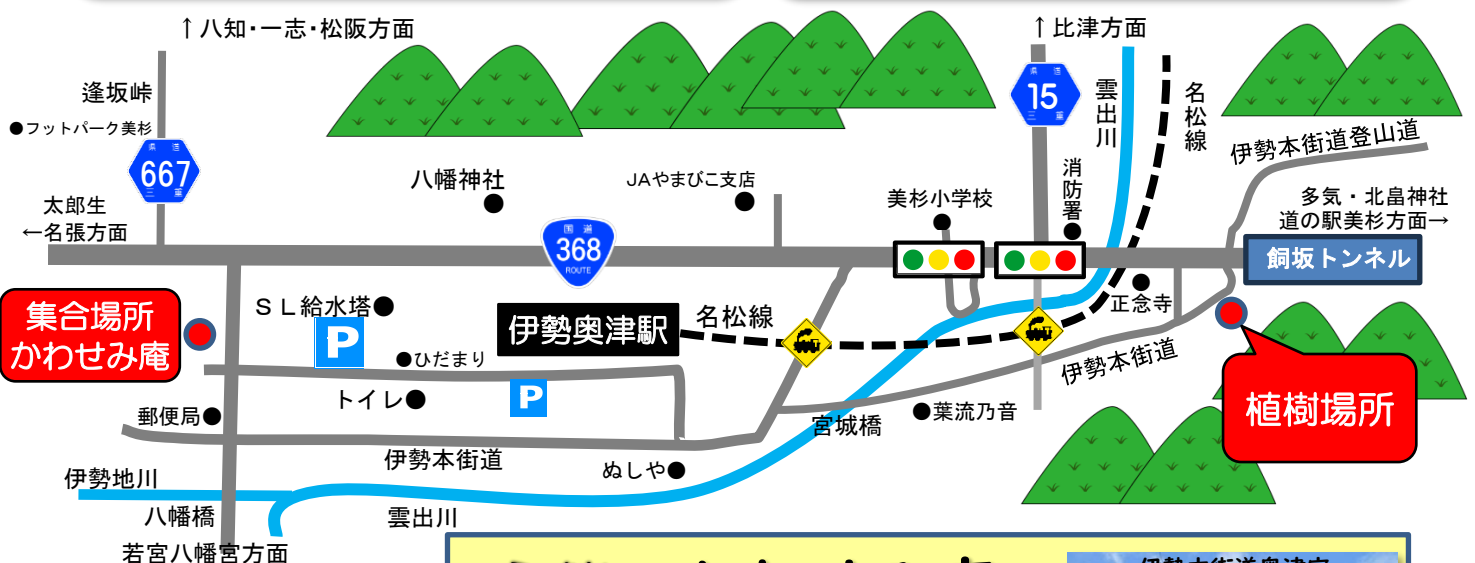 ↑八知・一志・松阪方面
↑比津方面
逢坂峠
●フットパーク美杉
県道
667
三重
太郎生
←名張方面
八幡神社
JAやまびこ支店
国道
368
ROUTE
美杉小学校
県道
15
三重
消防署
雲出川
名松線
伊勢本街道登山道
多気・北畠神社
道の駅美杉方面→
飼坂トンネル
集合場所
かわせみ庵
ＳＬ給水塔●
P
伊勢奥津駅
名松線
正念寺
●ひだまり
トイレ●
P
伊勢本街道
植樹場所
郵便局●
宮城橋
●葉流乃音
伊勢本街道
ぬしや●
伊勢地川
八幡橋
雲出川
若宮八幡宮方面
伊勢本街道奥津宿